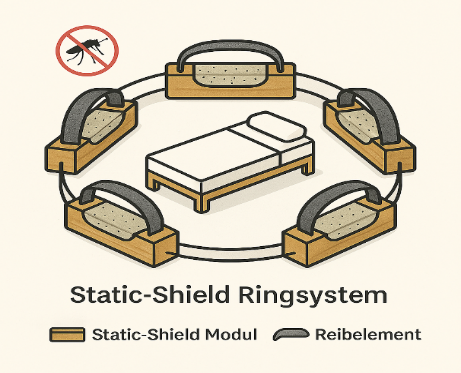 Static-Shield Ringsystem
Static-Shield Modul
Reibelement